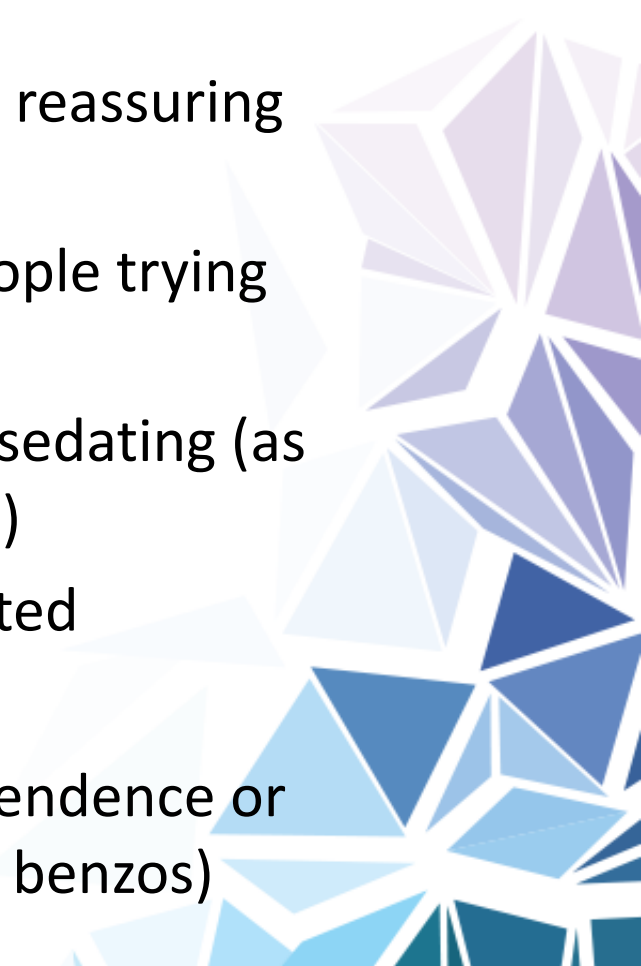 reassuring
ople trying
sedating (as
)
ted
endence or
benzos)